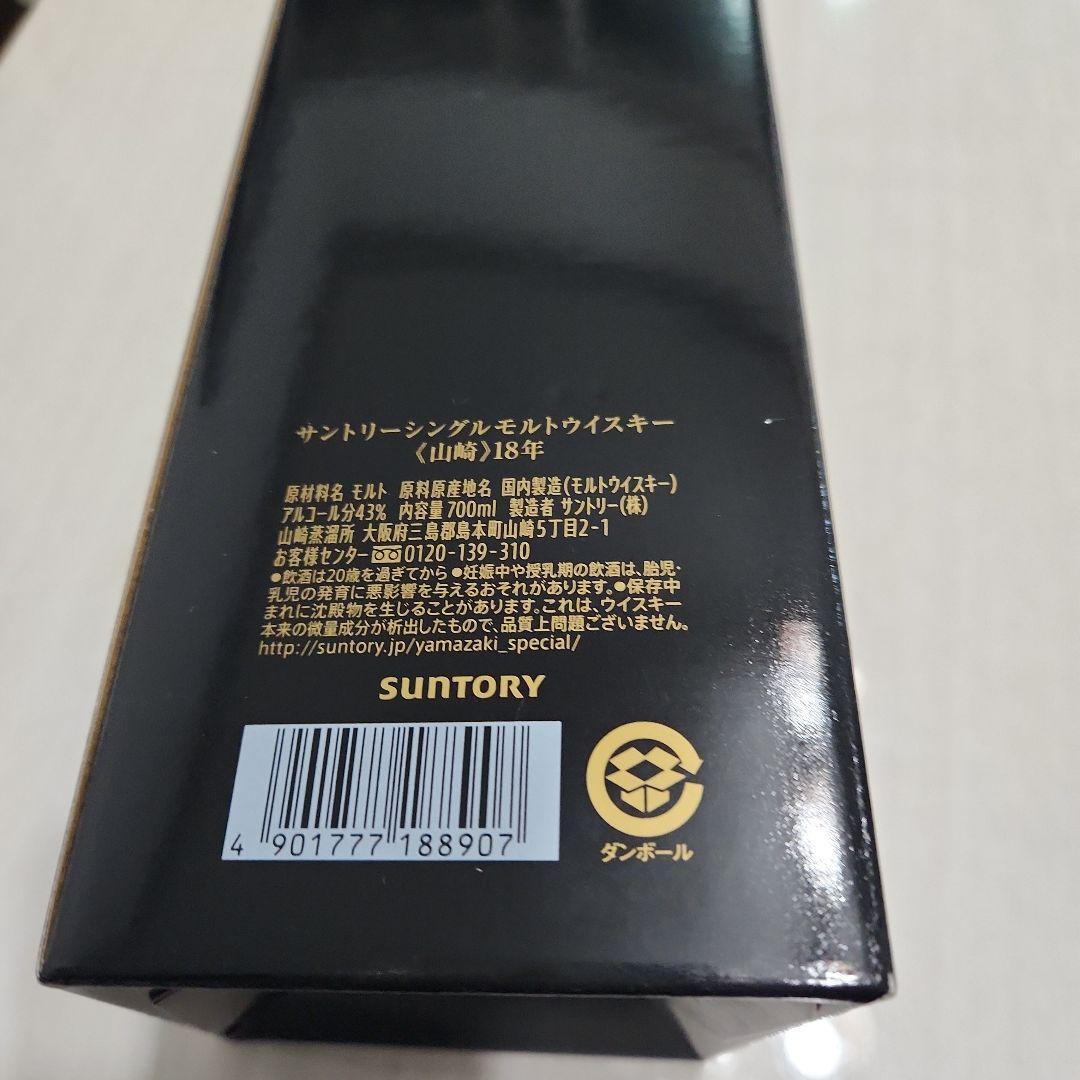 サントリーシングルモルトウイスキー
《山崎》18年
原材料名 モルト 原料原産地名 国内製造(モルトウイスキー)
アルコール分43% 内容量700ml 製造者 サントリー(株)
山崎蒸溜所 大阪府三島郡島本町山崎5丁目2-1
お客様センター 0120-139-310
●飲酒は20歳を過ぎてから ●妊娠中や授乳期の飲酒は、胎児・
乳児の発育に悪影響を与えるおそれがあります。●保存中
まれに沈殿物を生じることがあります。これは、ウイスキー
本来の微量成分が析出したもので、品質上問題ございません。
http://suntory.jp/yamazaki_special/
SUNTORY
4 901777 188907
ダンボール